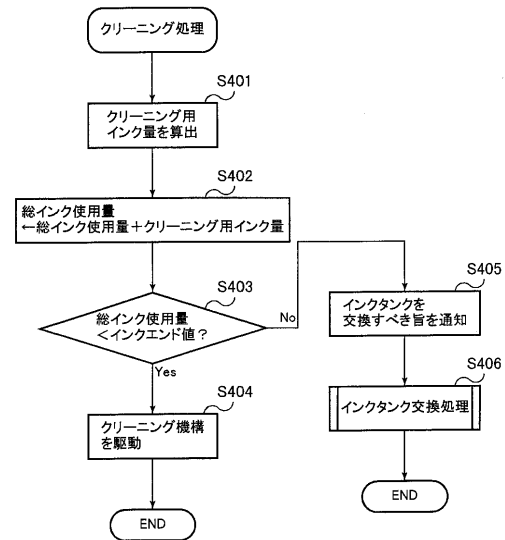 クリーニング処理
S401
クリーニング用
インク量を算出
S402
総インク使用量
←総インク使用量+クリーニング用インク量
S403
総インク使用量
<インクエンド値?
No
Yes
S404
クリーニング機構
を駆動
END
S405
インクタンクを
交換すべき旨を通知
S406
インクタンク交換処理
END